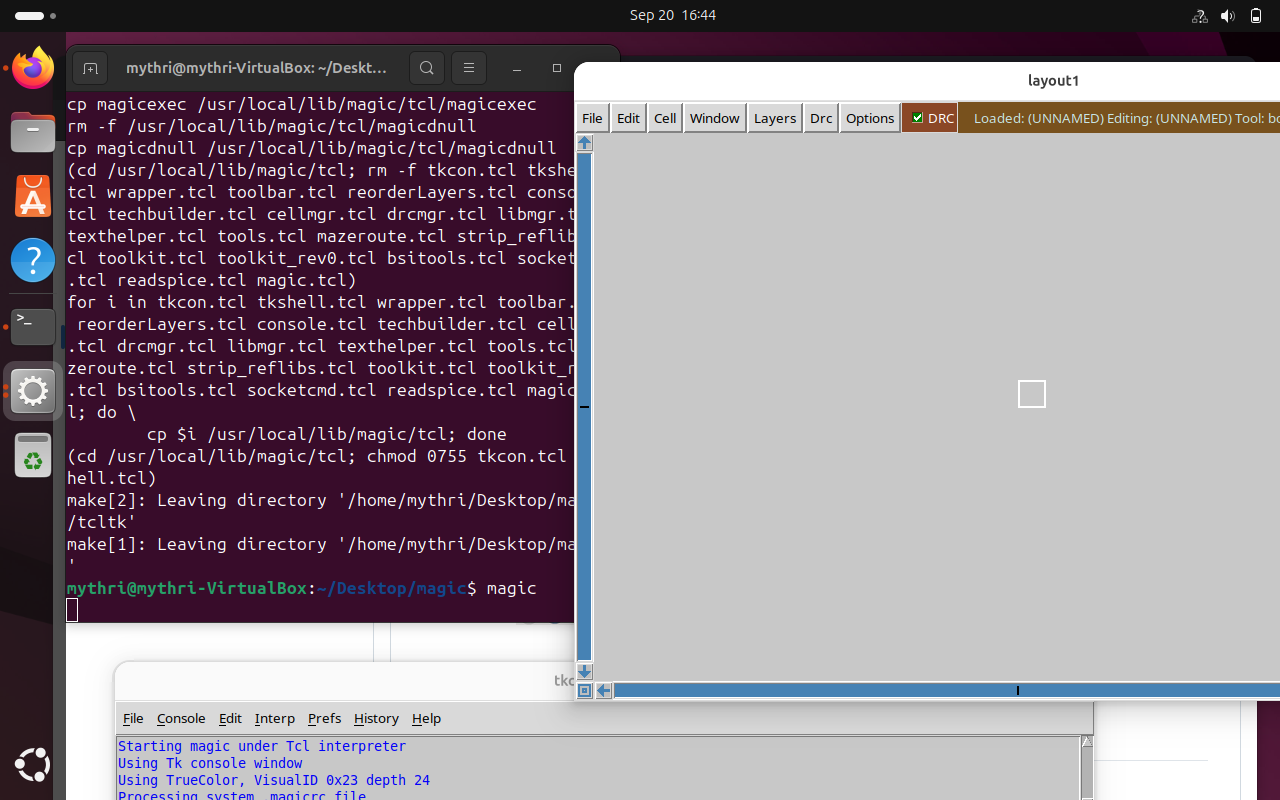 Sep 20 16:44
mythri@mythri-VirtualBox: ~/Deskt...
cp magicexec /usr/local/lib/magic/tcl/magicexec
rm -f /usr/local/lib/magic/tcl/magicdnull
cp magicdnull /usr/local/lib/magic/tcl/magicdnull
(cd /usr/local/lib/magic/tcl; rm -f tkcon.tcl tkshe
tcl wrapper.tcl toolbar.tcl reorderLayers.tcl conso
tcl techbuilder.tcl cellmgr.tcl drcmgr.tcl libmgr.t
texthelper.tcl tools.tcl mazeroute.tcl strip_reflib
cl toolkit.tcl toolkit_rev0.tcl bsitools.tcl socket
.tcl readspice.tcl magic.tcl)
for i in tkcon.tcl tkshell.tcl wrapper.tcl toolbar.
reorderLayers.tcl console.tcl techbuilder.tcl cell
.tcl drcmgr.tcl libmgr.tcl texthelper.tcl tools.tcl
zeroute.tcl strip_reflibs.tcl toolkit.tcl toolkit_r
.tcl bsitools.tcl socketcmd.tcl readspice.tcl magic
l; do \
cp $i /usr/local/lib/magic/tcl; done
(cd /usr/local/lib/magic/tcl; chmod 0755 tkcon.tcl
hell.tcl)
make[2]: Leaving directory '/home/mythri/Desktop/ma
/tcltk'
make[1]: Leaving directory '/home/mythri/Desktop/ma
'
mythri@mythri-VirtualBox:~/Desktop/magic$ magic
layout1
File Edit Cell Window Layers Drc Options DRC Loaded: (UNNAMED) Editing: (UNNAMED) Tool: bo
tkc
File Console Edit Interp Prefs History Help
Starting magic under Tcl interpreter
Using Tk console window
Using TrueColor, VisualID 0x23 depth 24
Processing system .magicrc file